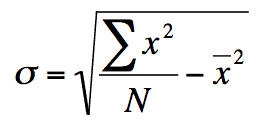 σ = √(∑x²/N − x̄²)